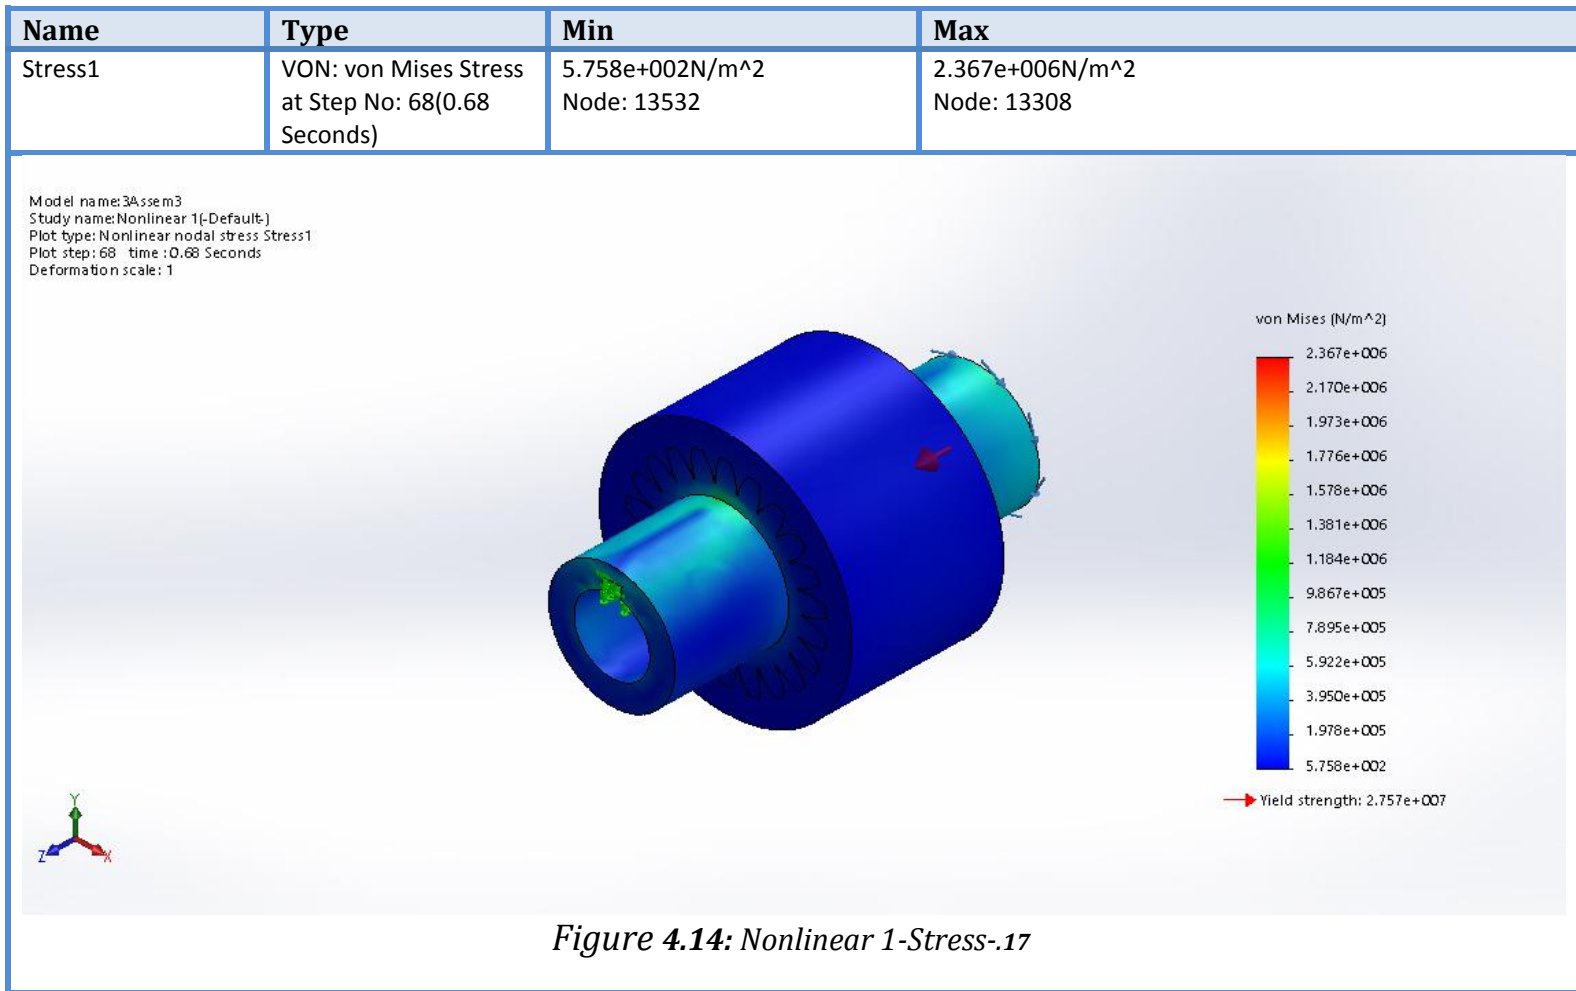 Name Type Min Max
Stress1 VON: von Mises Stress 5.758e+002N/m^2 2.367e+006N/m^2
at Step No: 68(0.68 Node: 13532 Node: 13308
Seconds)
Model name:3Assem3
Study name:Nonlinear 1(-Default-)
Plot type: Nonlinear nodal stress Stress1
Plot step: 68 time : 0.68 Seconds
Deformation scale: 1
von Mises (N/m^2)
2.367e+006
2.170e+006
1.973e+006
1.776e+006
1.578e+006
1.381e+006
1.184e+006
9.867e+005
7.895e+005
5.922e+005
3.950e+005
1.978e+005
5.758e+002
Yield strength: 2.757e+007
Y
Z X
Figure 4.14: Nonlinear 1-Stress-.17